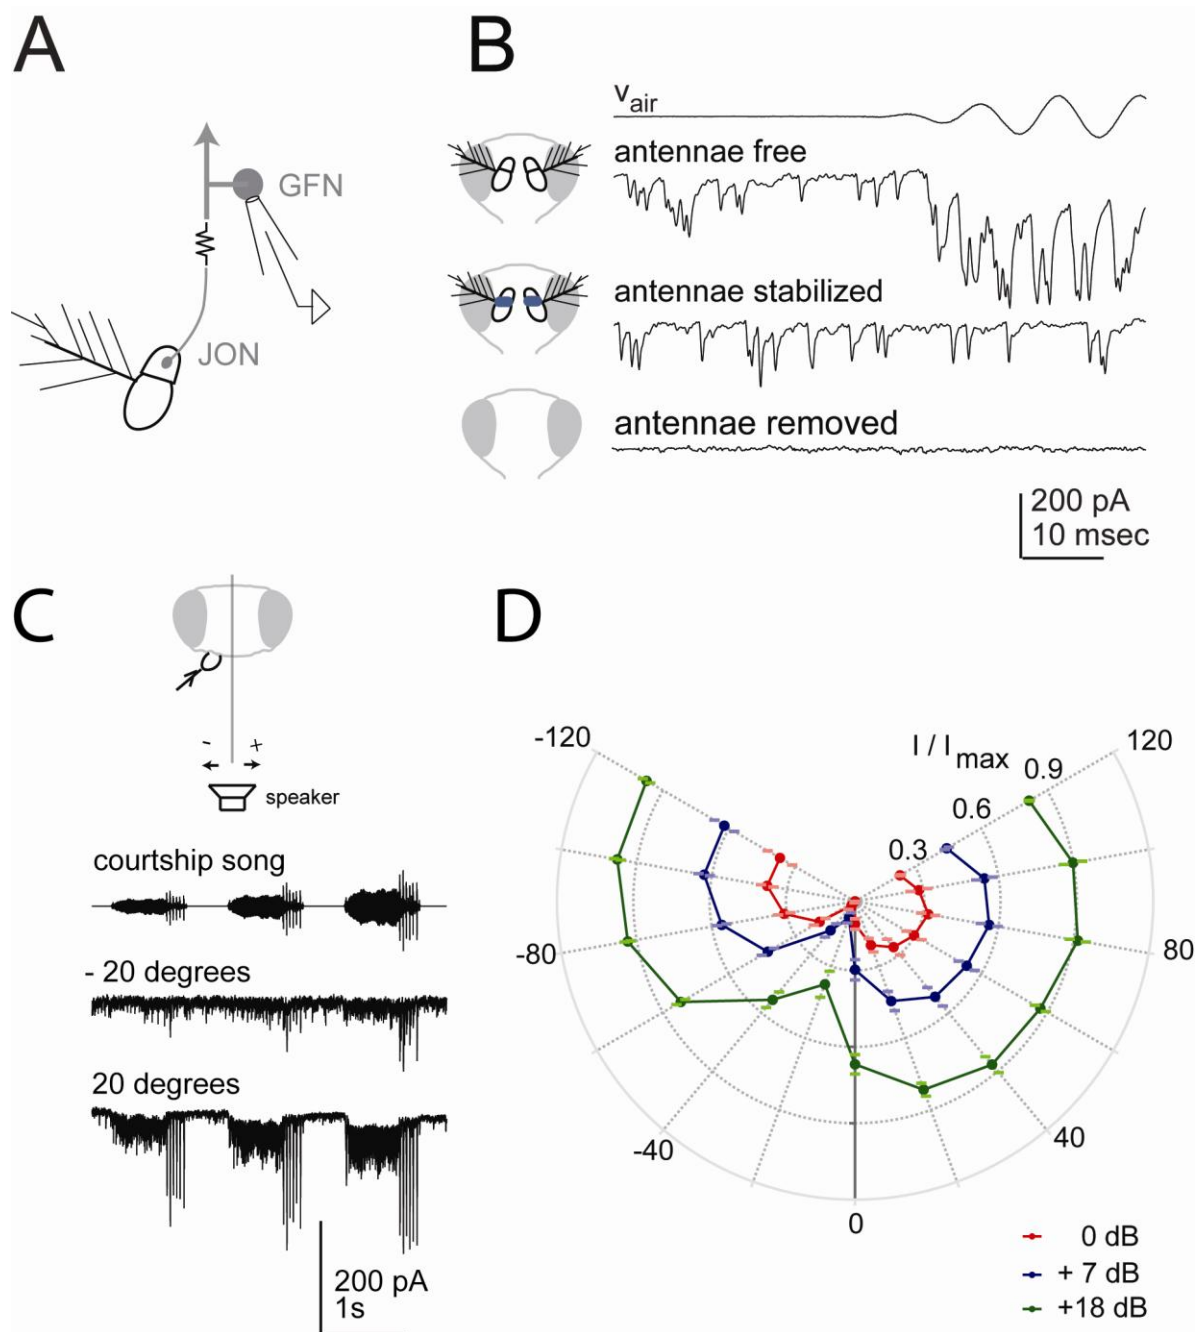 A
GFN
JON
B
vair
antennae free
antennae stabilized
antennae removed
200 pA
10 msec
C
- +
speaker
courtship song
- 20 degrees
20 degrees
200 pA
1s
D
-120
I / Imax
120
0.9
0.6
0.3
-80
80
-40
40
0
0 dB
+ 7 dB
+18 dB